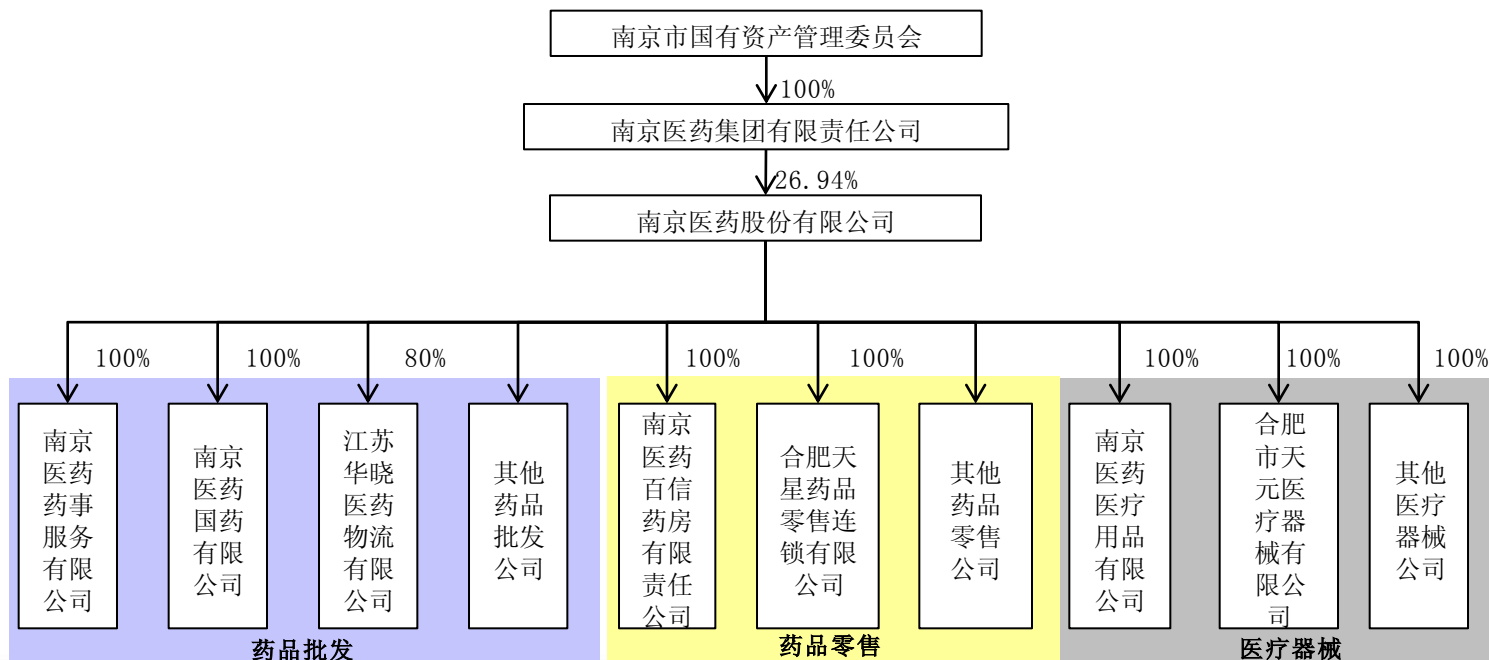 南京市国有资产管理委员会
100%
南京医药集团有限责任公司
26.94%
南京医药股份有限公司
100%
100%
80%
100%
100%
100%
100%
100%
南京
医药
药事
服务
有限
公司
南京
医药
国药
有限
公司
江苏
华晓
医药
物流
有限
公司
其他
药品
批发
公司
南京
医药
百信
药房
有限
责任
公司
合肥天
星药品
零售连
锁有限
公司
其他
药品
零售
公司
南京
医药
医疗
用品
有限
公司
合肥
市天
元医
疗器
械有
限公
司
其他
医疗
器械
公司
药品批发
药品零售
医疗器械